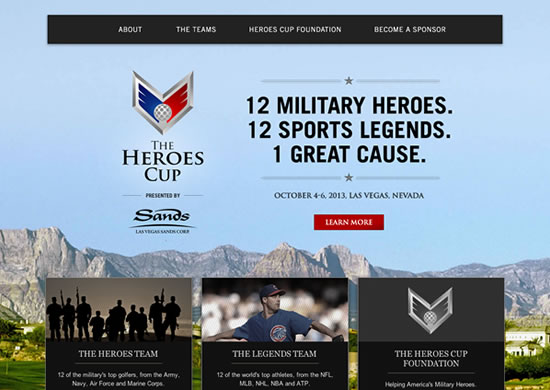 ABOUT THE TEAMS HEROES CUP FOUNDATION BECOME A SPONSOR
THE
HEROES
CUP
PRESENTED BY
Sands
LAS VEGAS SANDS CORP.
12 MILITARY HEROES.
12 SPORTS LEGENDS.
1 GREAT CAUSE.
OCTOBER 4-6, 2013, LAS VEGAS, NEVADA
LEARN MORE
THE HEROES TEAM
12 of the military's top golfers, from the Army,
Navy, Air Force and Marine Corps.
THE LEGENDS TEAM
12 of the world's top athletes, from the NFL,
MLB, NHL, NBA and ATP.
THE HEROES CUP
FOUNDATION
Helping America's Military Heroes.